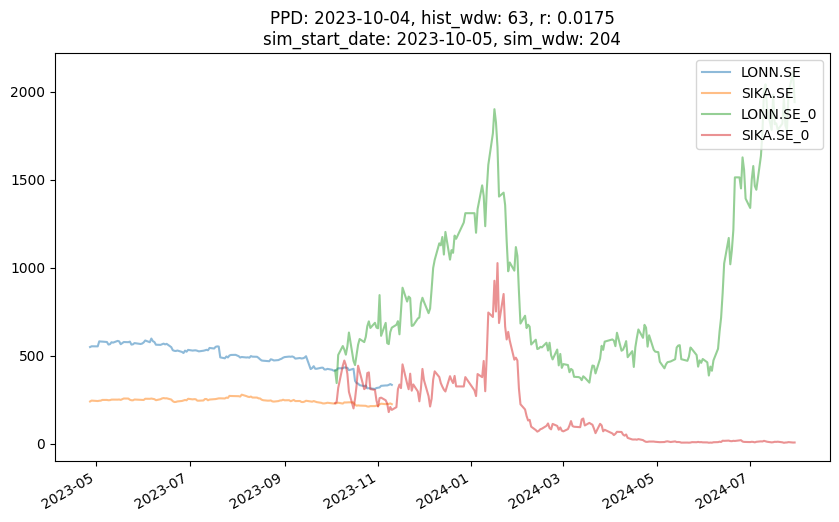 PPD: 2023-10-04, hist_wdw: 63, r: 0.0175
sim_start_date: 2023-10-05, sim_wdw: 204
LONN.SE
SIKA.SE
LONN.SE_0
SIKA.SE_0
2000
1500
1000
500
0
2023-05
2023-07
2023-09
2023-11
2024-01
2024-03
2024-05
2024-07